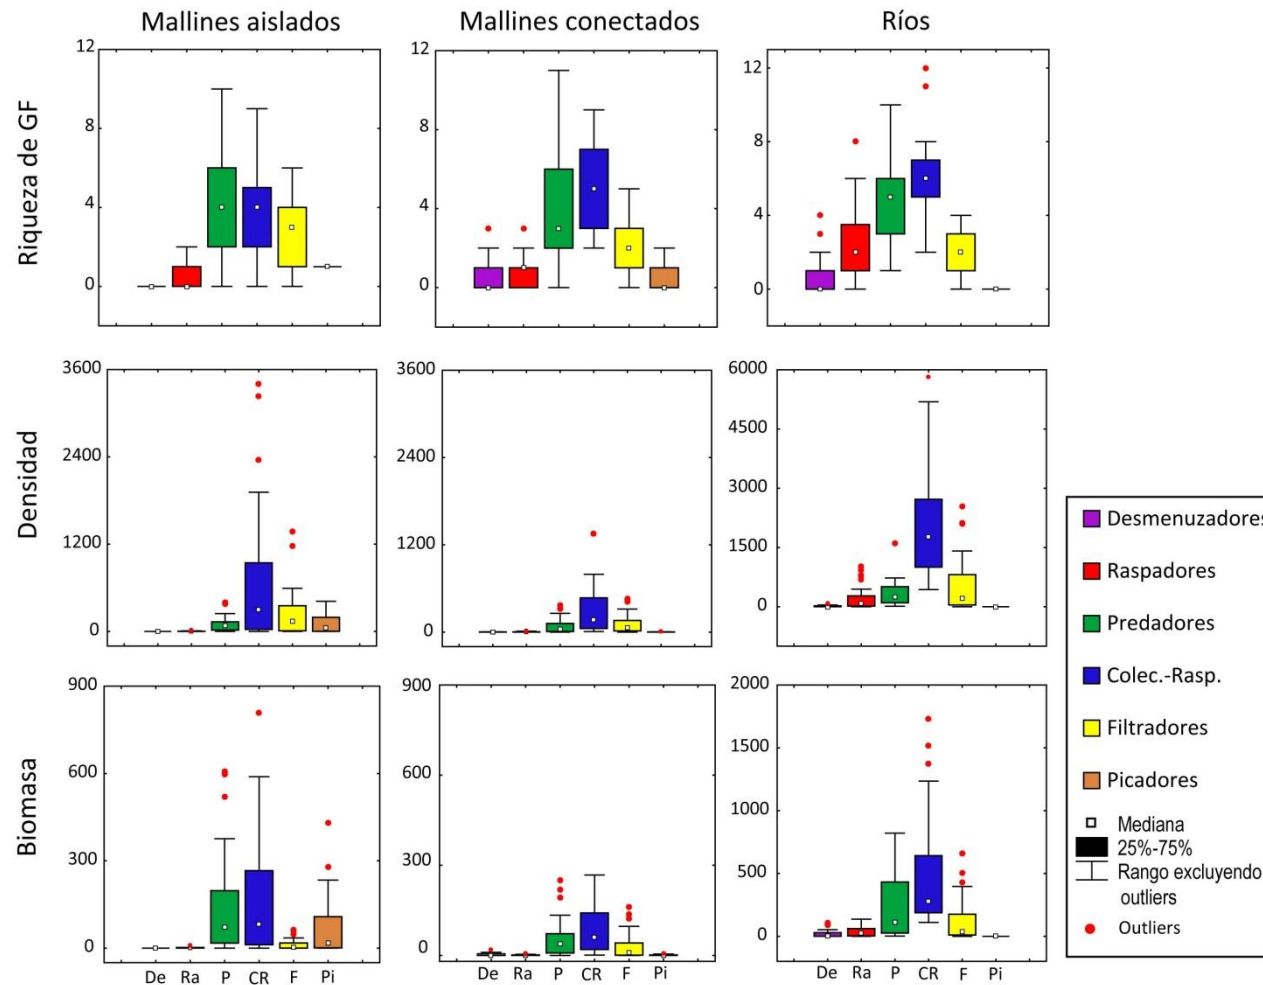 Mallines aislados
Mallines conectados
Ríos
Riqueza de GF
12
8
4
0
12
8
4
0
12
8
4
0
Densidad
3600
2400
1200
0
3600
2400
1200
0
6000
4500
3000
1500
0
Biomasa
900
600
300
0
900
600
300
0
2000
1500
1000
500
0
De Ra P CR F Pi
De Ra P CR F Pi
De Ra P CR F Pi
Desmenuzadores
Raspadores
Predadores
Colec.-Rasp.
Filtradores
Picadores
Mediana
25%-75%
Rango excluyendo
outliers
Outliers